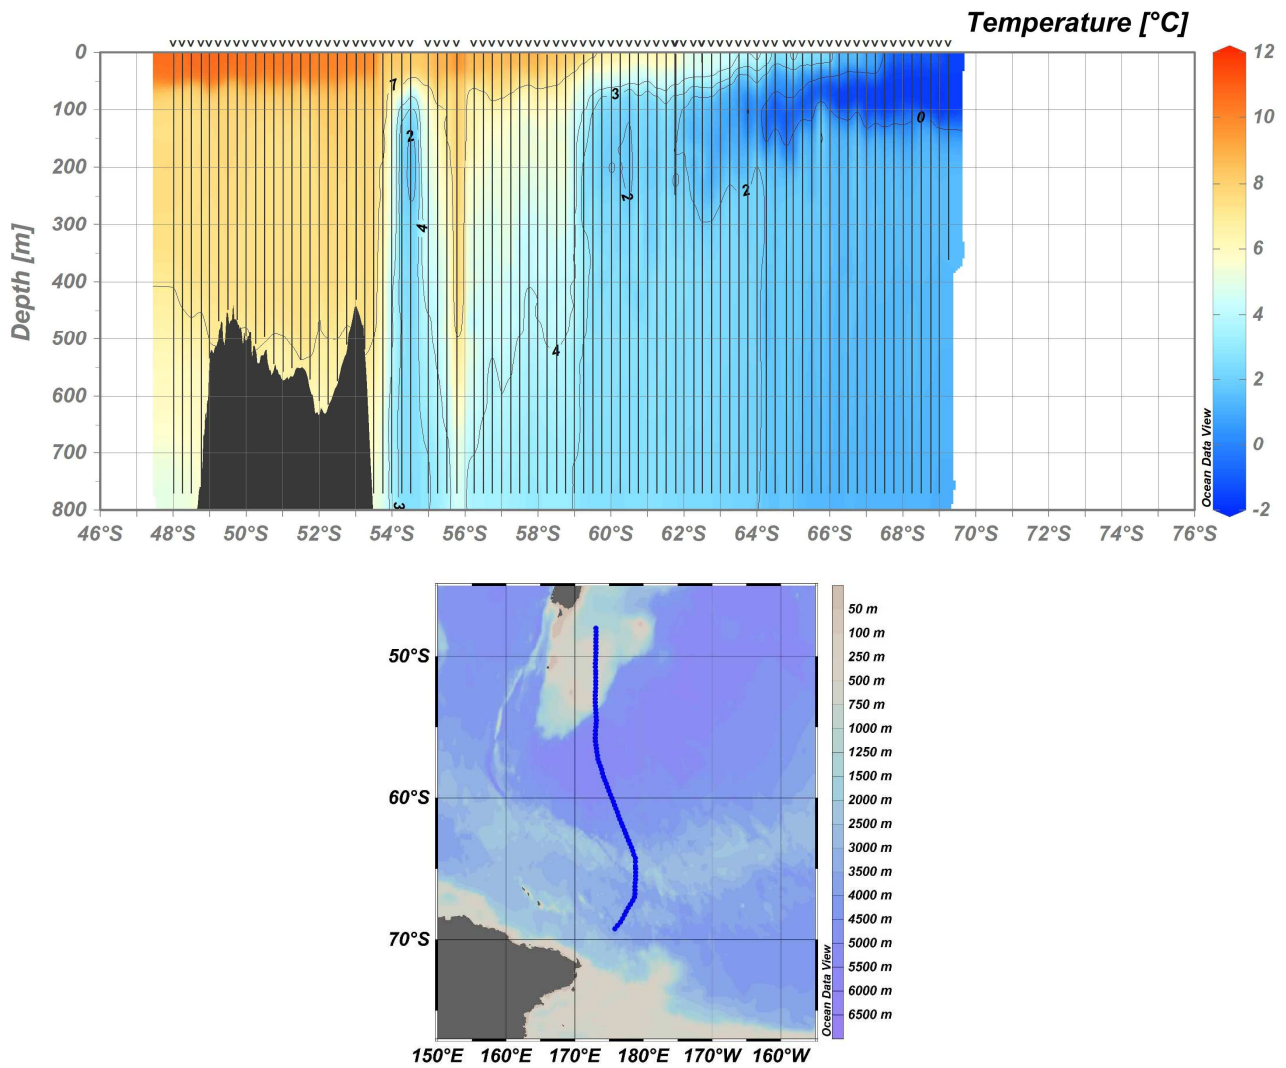 Temperature [°C]
vvvvvvvvvvvvvvvvvvvvvvvvvvv vvvv vvvvvvvvvvvvvvvvvvvvvvvvvvvvvvvvvvvvvvvvvvvvvvvvvvvvv
0
100
200
300
400
500
600
700
800
Depth [m]
7
2
4
3
3
2
2
4
0
12
10
8
6
4
2
0
-2
Ocean Data View
46°S 48°S 50°S 52°S 54°S 56°S 58°S 60°S 62°S 64°S 66°S 68°S 70°S 72°S 74°S 76°S
50°S
60°S
70°S
150°E 160°E 170°E 180°E 170°W 160°W
50 m
100 m
250 m
500 m
750 m
1000 m
1250 m
1500 m
2000 m
2500 m
3000 m
3500 m
4000 m
4500 m
5000 m
5500 m
6000 m
6500 m
Ocean Data View